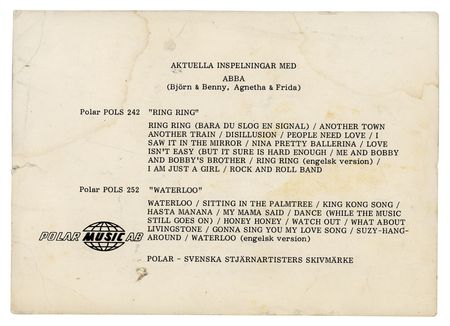 AKTUELLA INSPELNINGAR MED
ABBA
(Björn & Benny, Agnetha & Frida)
Polar POLS 242 "RING RING"
RING RING (BARA DU SLOG EN SIGNAL) / ANOTHER TOWN
ANOTHER TRAIN / DISILLUSION / PEOPLE NEED LOVE / I
SAW IT IN THE MIRROR / NINA PRETTY BALLERINA / LOVE
ISN'T EASY (BUT IT SURE IS HARD ENOUGH / ME AND BOBBY
AND BOBBY'S BROTHER / RING RING (engelsk version) /
I AM JUST A GIRL / ROCK AND ROLL BAND
Polar POLS 252 "WATERLOO"
WATERLOO / SITTING IN THE PALMTREE / KING KONG SONG /
HASTA MANANA / MY MAMA SAID / DANCE (WHILE THE MUSIC
STILL GOES ON) / HONEY HONEY / WATCH OUT / WHAT ABOUT
LIVINGSTONE / GONNA SING YOU MY LOVE SONG / SUZY-HANG-
AROUND / WATERLOO (engelsk version)
POLAR MUSIC AB
POLAR - SVENSKA STJÄRNARTISTERS SKIVMÄRKE